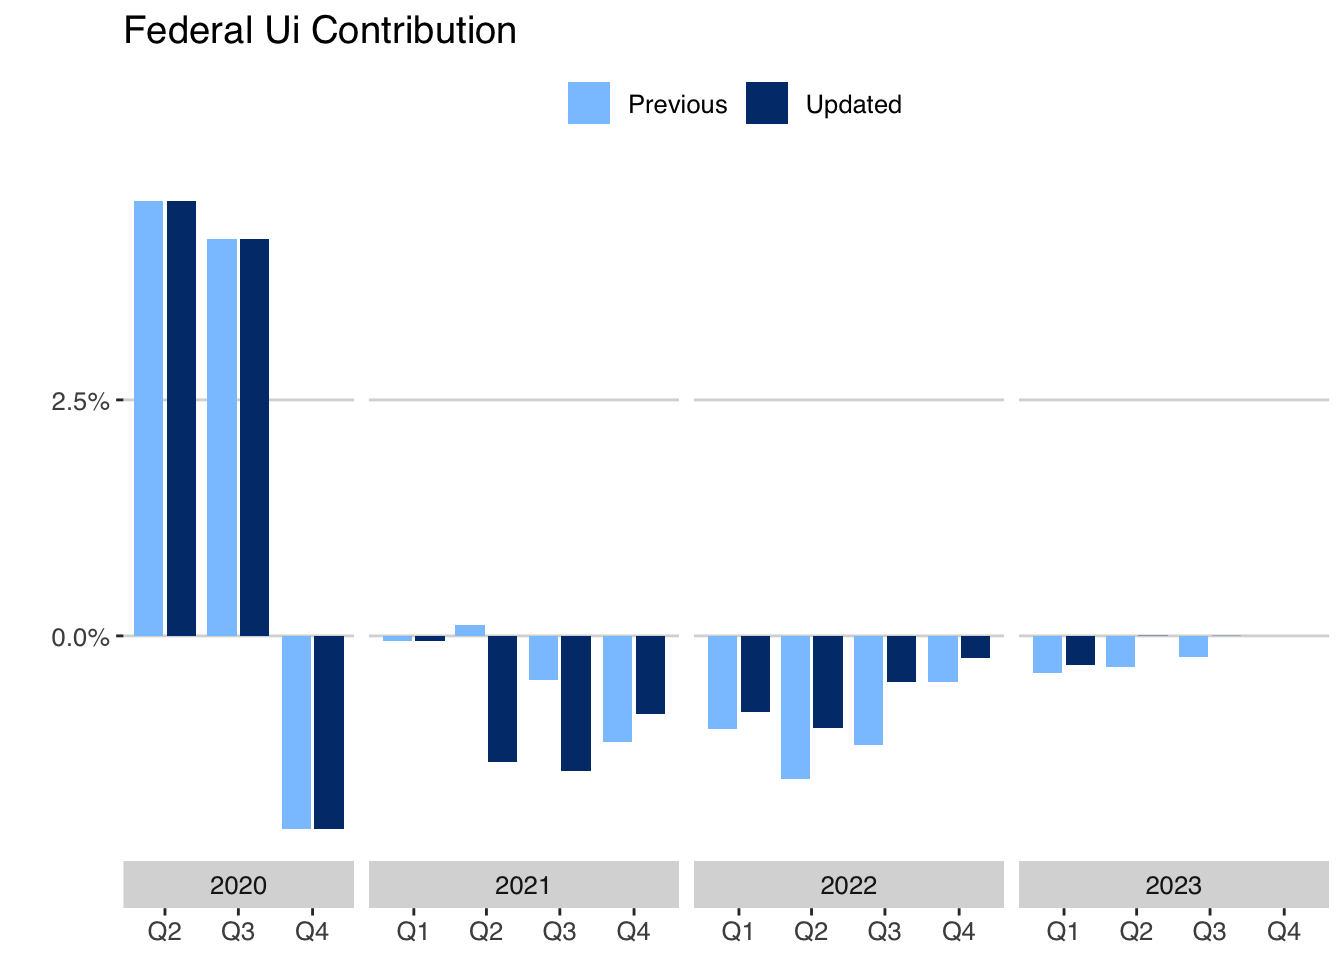 Federal Ui Contribution
Previous Updated
2.5%
0.0%
2020 2021 2022 2023
Q2 Q3 Q4 Q1 Q2 Q3 Q4 Q1 Q2 Q3 Q4 Q1 Q2 Q3 Q4